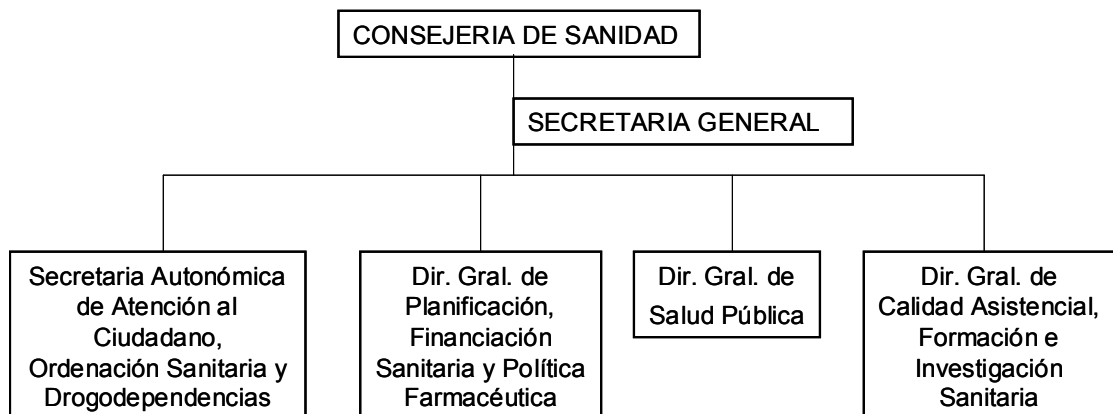 CONSEJERIA DE SANIDAD
SECRETARIA GENERAL
Secretaria Autonómica
de Atención al
Ciudadano,
Ordenación Sanitaria y
Drogodependencias
Dir. Gral. de
Planificación,
Financiación
Sanitaria y Política
Farmacéutica
Dir. Gral. de
Salud Pública
Dir. Gral. de
Calidad Asistencial,
Formación e
Investigación
Sanitaria